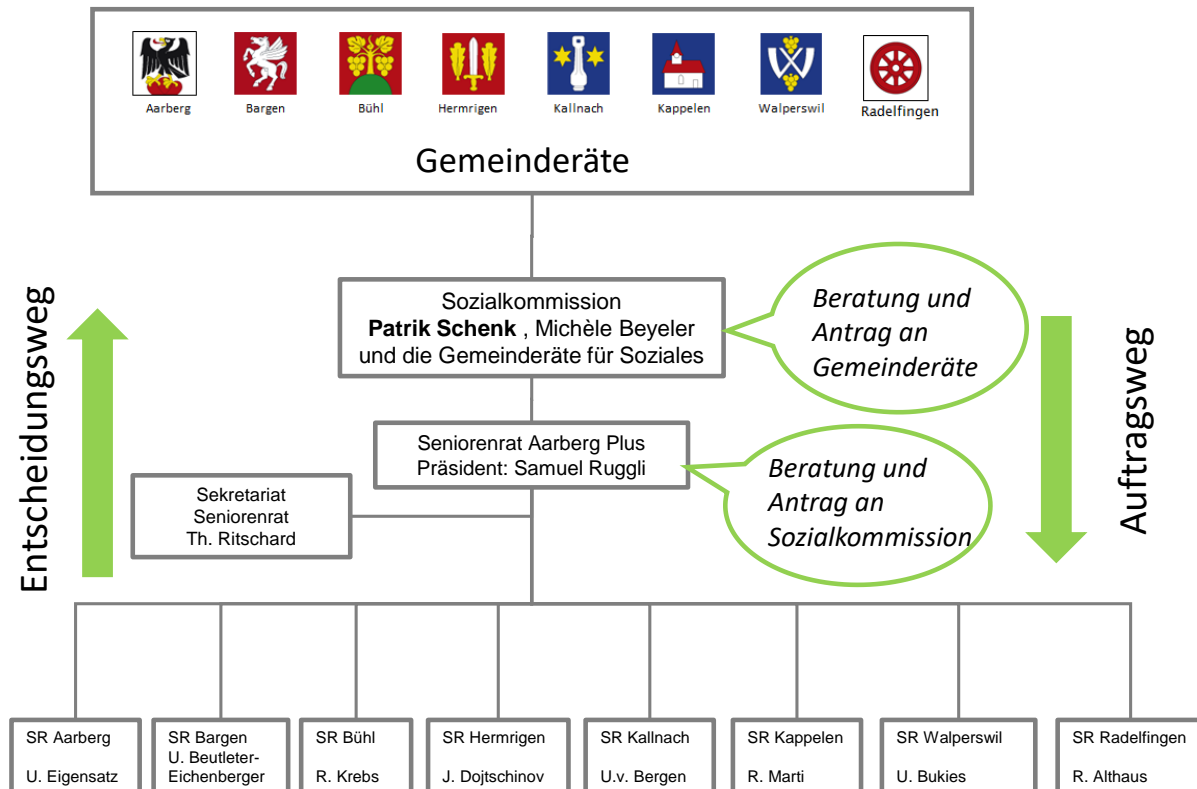 Aarberg
Bargen
Bühl
Hermrigen
Kallnach
Kappelen
Walperswil
Radelfingen
Gemeinderäte
Entscheidungsweg
Sozialkommission
Patrik Schenk , Michèle Beyeler
und die Gemeinderäte für Soziales
Beratung und
Antrag an
Gemeinderäte
Auftragsweg
Seniorenrat Aarberg Plus
Präsident: Samuel Ruggli
Beratung und
Antrag an
Sozialkommission
Sekretariat
Seniorenrat
Th. Ritschard
SR Aarberg
U. Eigensatz
SR Bargen
U. Beutleter-
Eichenberger
SR Bühl
R. Krebs
SR Hermrigen
J. Dojtschinov
SR Kallnach
U.v. Bergen
SR Kappelen
R. Marti
SR Walperswil
U. Bukies
SR Radelfingen
R. Althaus